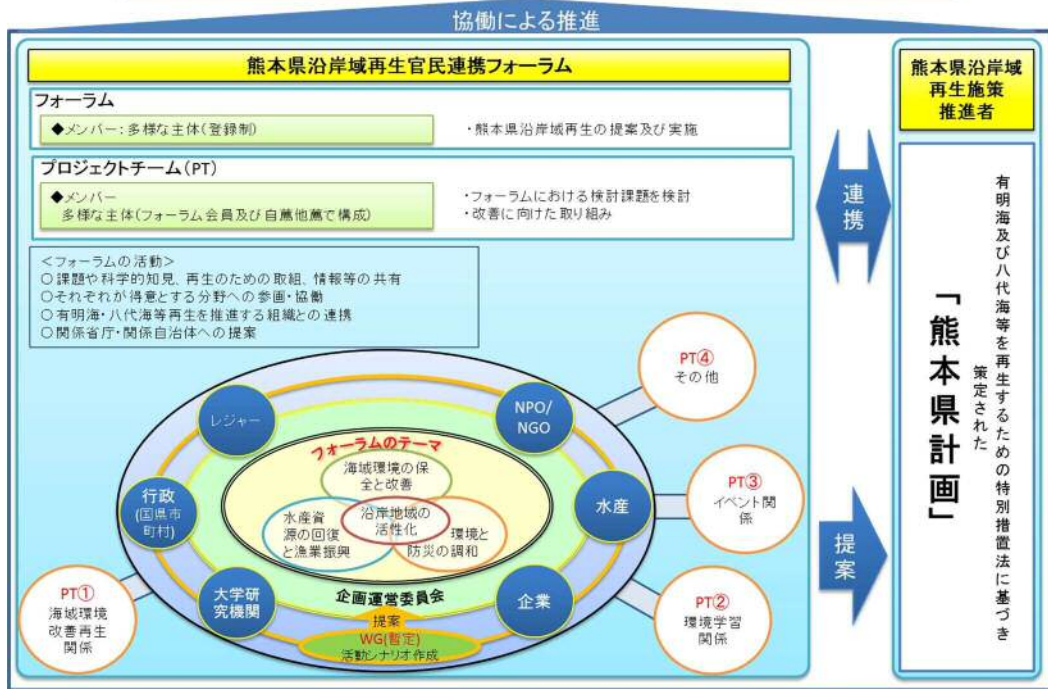 協働による推進
熊本県沿岸域再生官民連携フォーラム
フォーラム
◆メンバー：多様な主体（登録制）
・熊本県沿岸域再生の提案及び実施
プロジェクトチーム（PT）
◆メンバー
多様な主体（フォーラム会員及び自薦他薦で構成）
・フォーラムにおける検討課題を検討
・改善に向けた取り組み
＜フォーラムの活動＞
○課題や科学的知見、再生のための取組、情報等の共有
○それぞれが得意とする分野への参画・協働
○有明海・八代海等再生を推進する組織との連携
○関係省庁・関係自治体への提案
レジャー
NPO/
NGO
行政
(国県市
町村)
水産
大学研
究機関
企業
フォーラムのテーマ
海域環境の保
全と改善
水産資
源の回復
と漁業振興
沿岸地域の
活性化
環境と
防災の調和
企画運営委員会
提案
WG(暫定)
活動シナリオ作成
PT①
海域環境
改善再生
関係
PT④
その他
PT③
イベント関
係
PT②
環境学習
関係
連携
提案
熊本県沿岸域
再生施策
推進者
有明海及び八代海等を再生するための特別措置法に基づき
策定された
「熊本県計画」